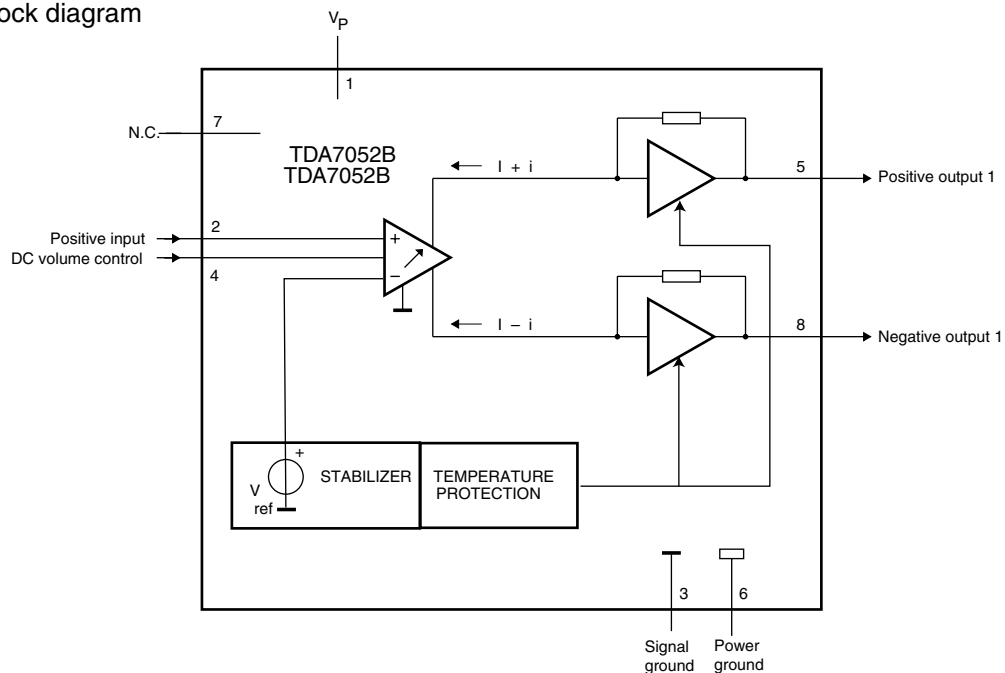 ock diagram
VP
1
7
N.C.
TDA7052B
TDA7052B
I + i
5
Positive output 1
2
Positive input
DC volume control
4
+
−
I − i
8
Negative output 1
+
STABILIZER
V
ref
TEMPERATURE
PROTECTION
3
6
Signal
ground
Power
ground